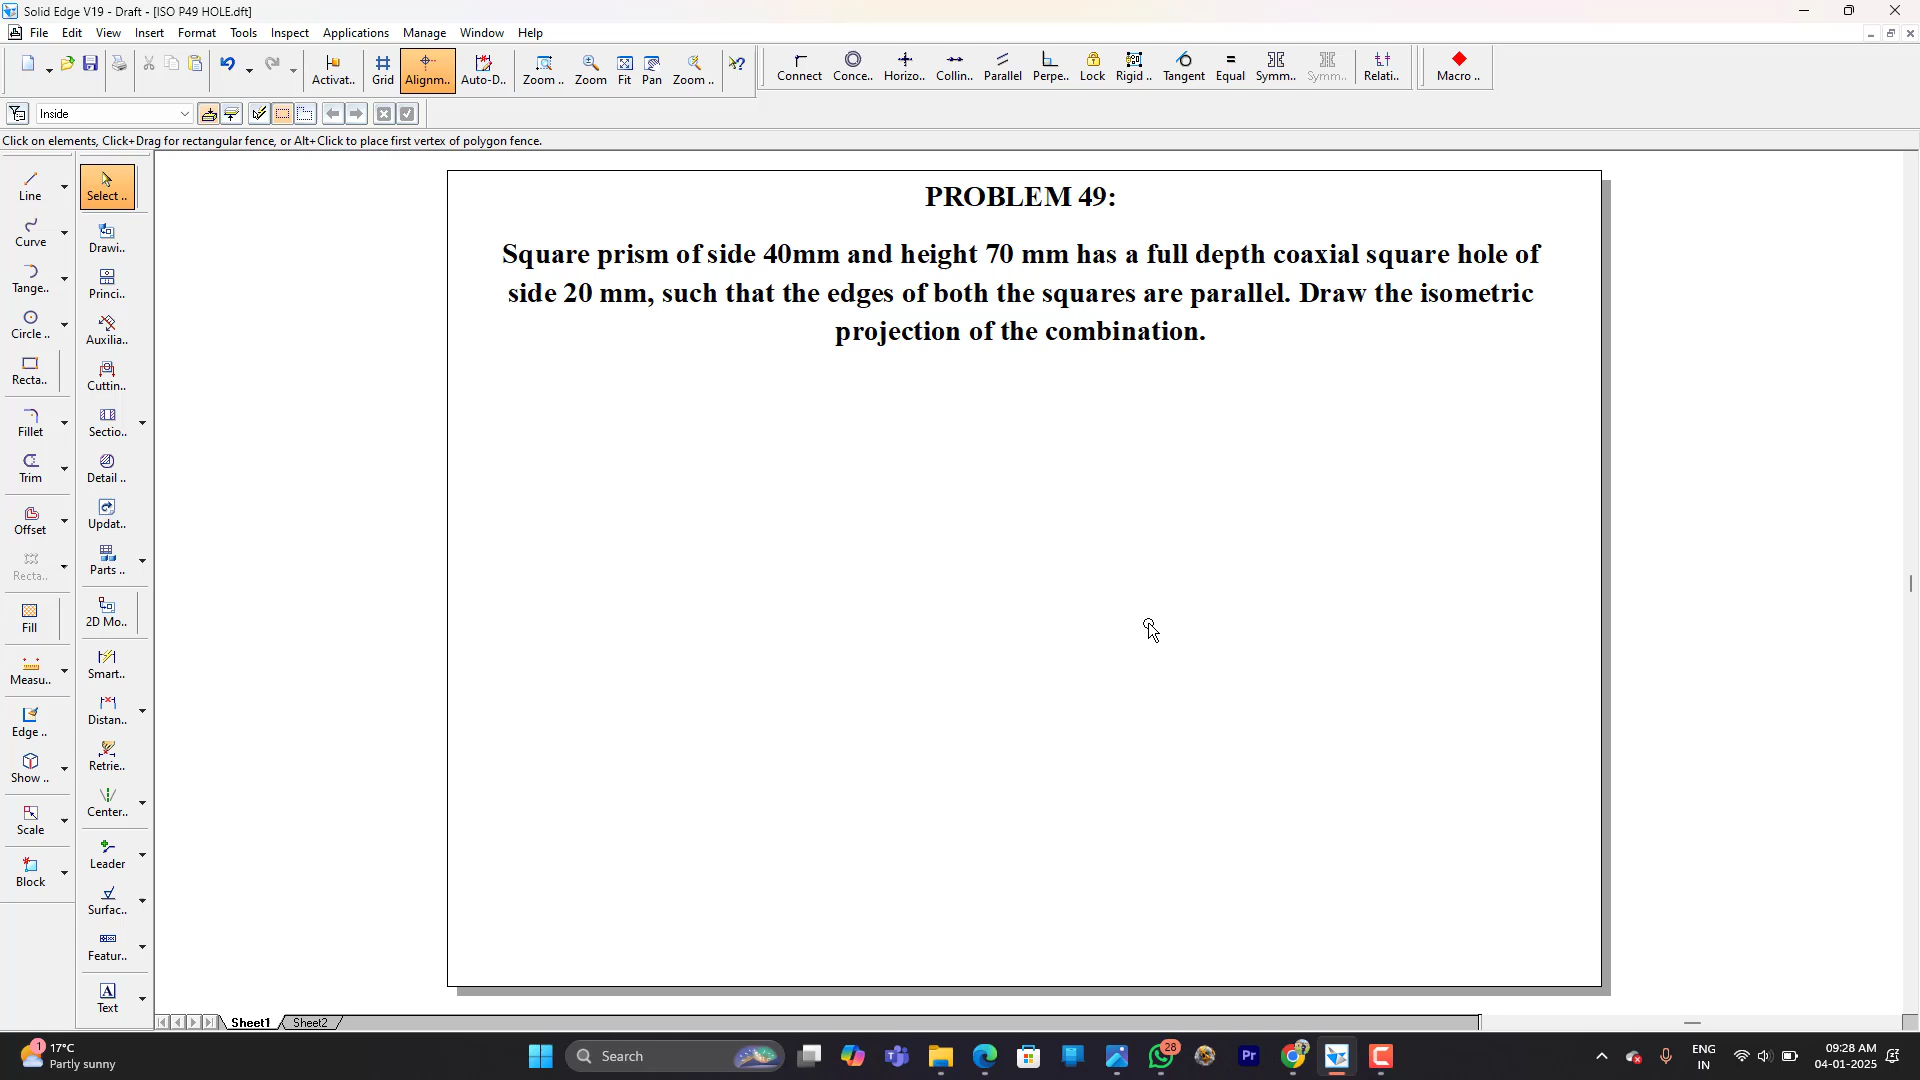 Solid Edge V19 - Draft - [ISO P49 HOLE.dft]
File Edit View Insert Format Tools Inspect Applications Manage Window Help
Activat.. Grid Alignm.. Auto-D.. Zoom .. Zoom Fit Pan Zoom .. Connect Conce.. Horizo.. Collin.. Parallel Perpe.. Lock Rigid .. Tangent Equal Symm.. Symm.. Relati.. Macro ..
Inside
Click on elements, Click+Drag for rectangular fence, or Alt+Click to place first vertex of polygon fence.
Line Select ..
Curve Drawi..
Tange.. Princi..
Circle .. Auxilia..
Recta.. Cuttin..
Fillet Sectio..
Trim Detail ..
Offset Updat..
Recta.. Parts ..
Fill 2D Mo..
Measu.. Smart..
Edge .. Distan..
Show .. Retrie..
Scale Center..
Block Leader
Surfac..
Featur..
A
Text
PROBLEM 49:
Square prism of side 40mm and height 70 mm has a full depth coaxial square hole of
side 20 mm, such that the edges of both the squares are parallel. Draw the isometric
projection of the combination.
Sheet1 Sheet2
1
17°C
Partly sunny
Search
28
Pr
ENG
IN
09:28 AM
04-01-2025